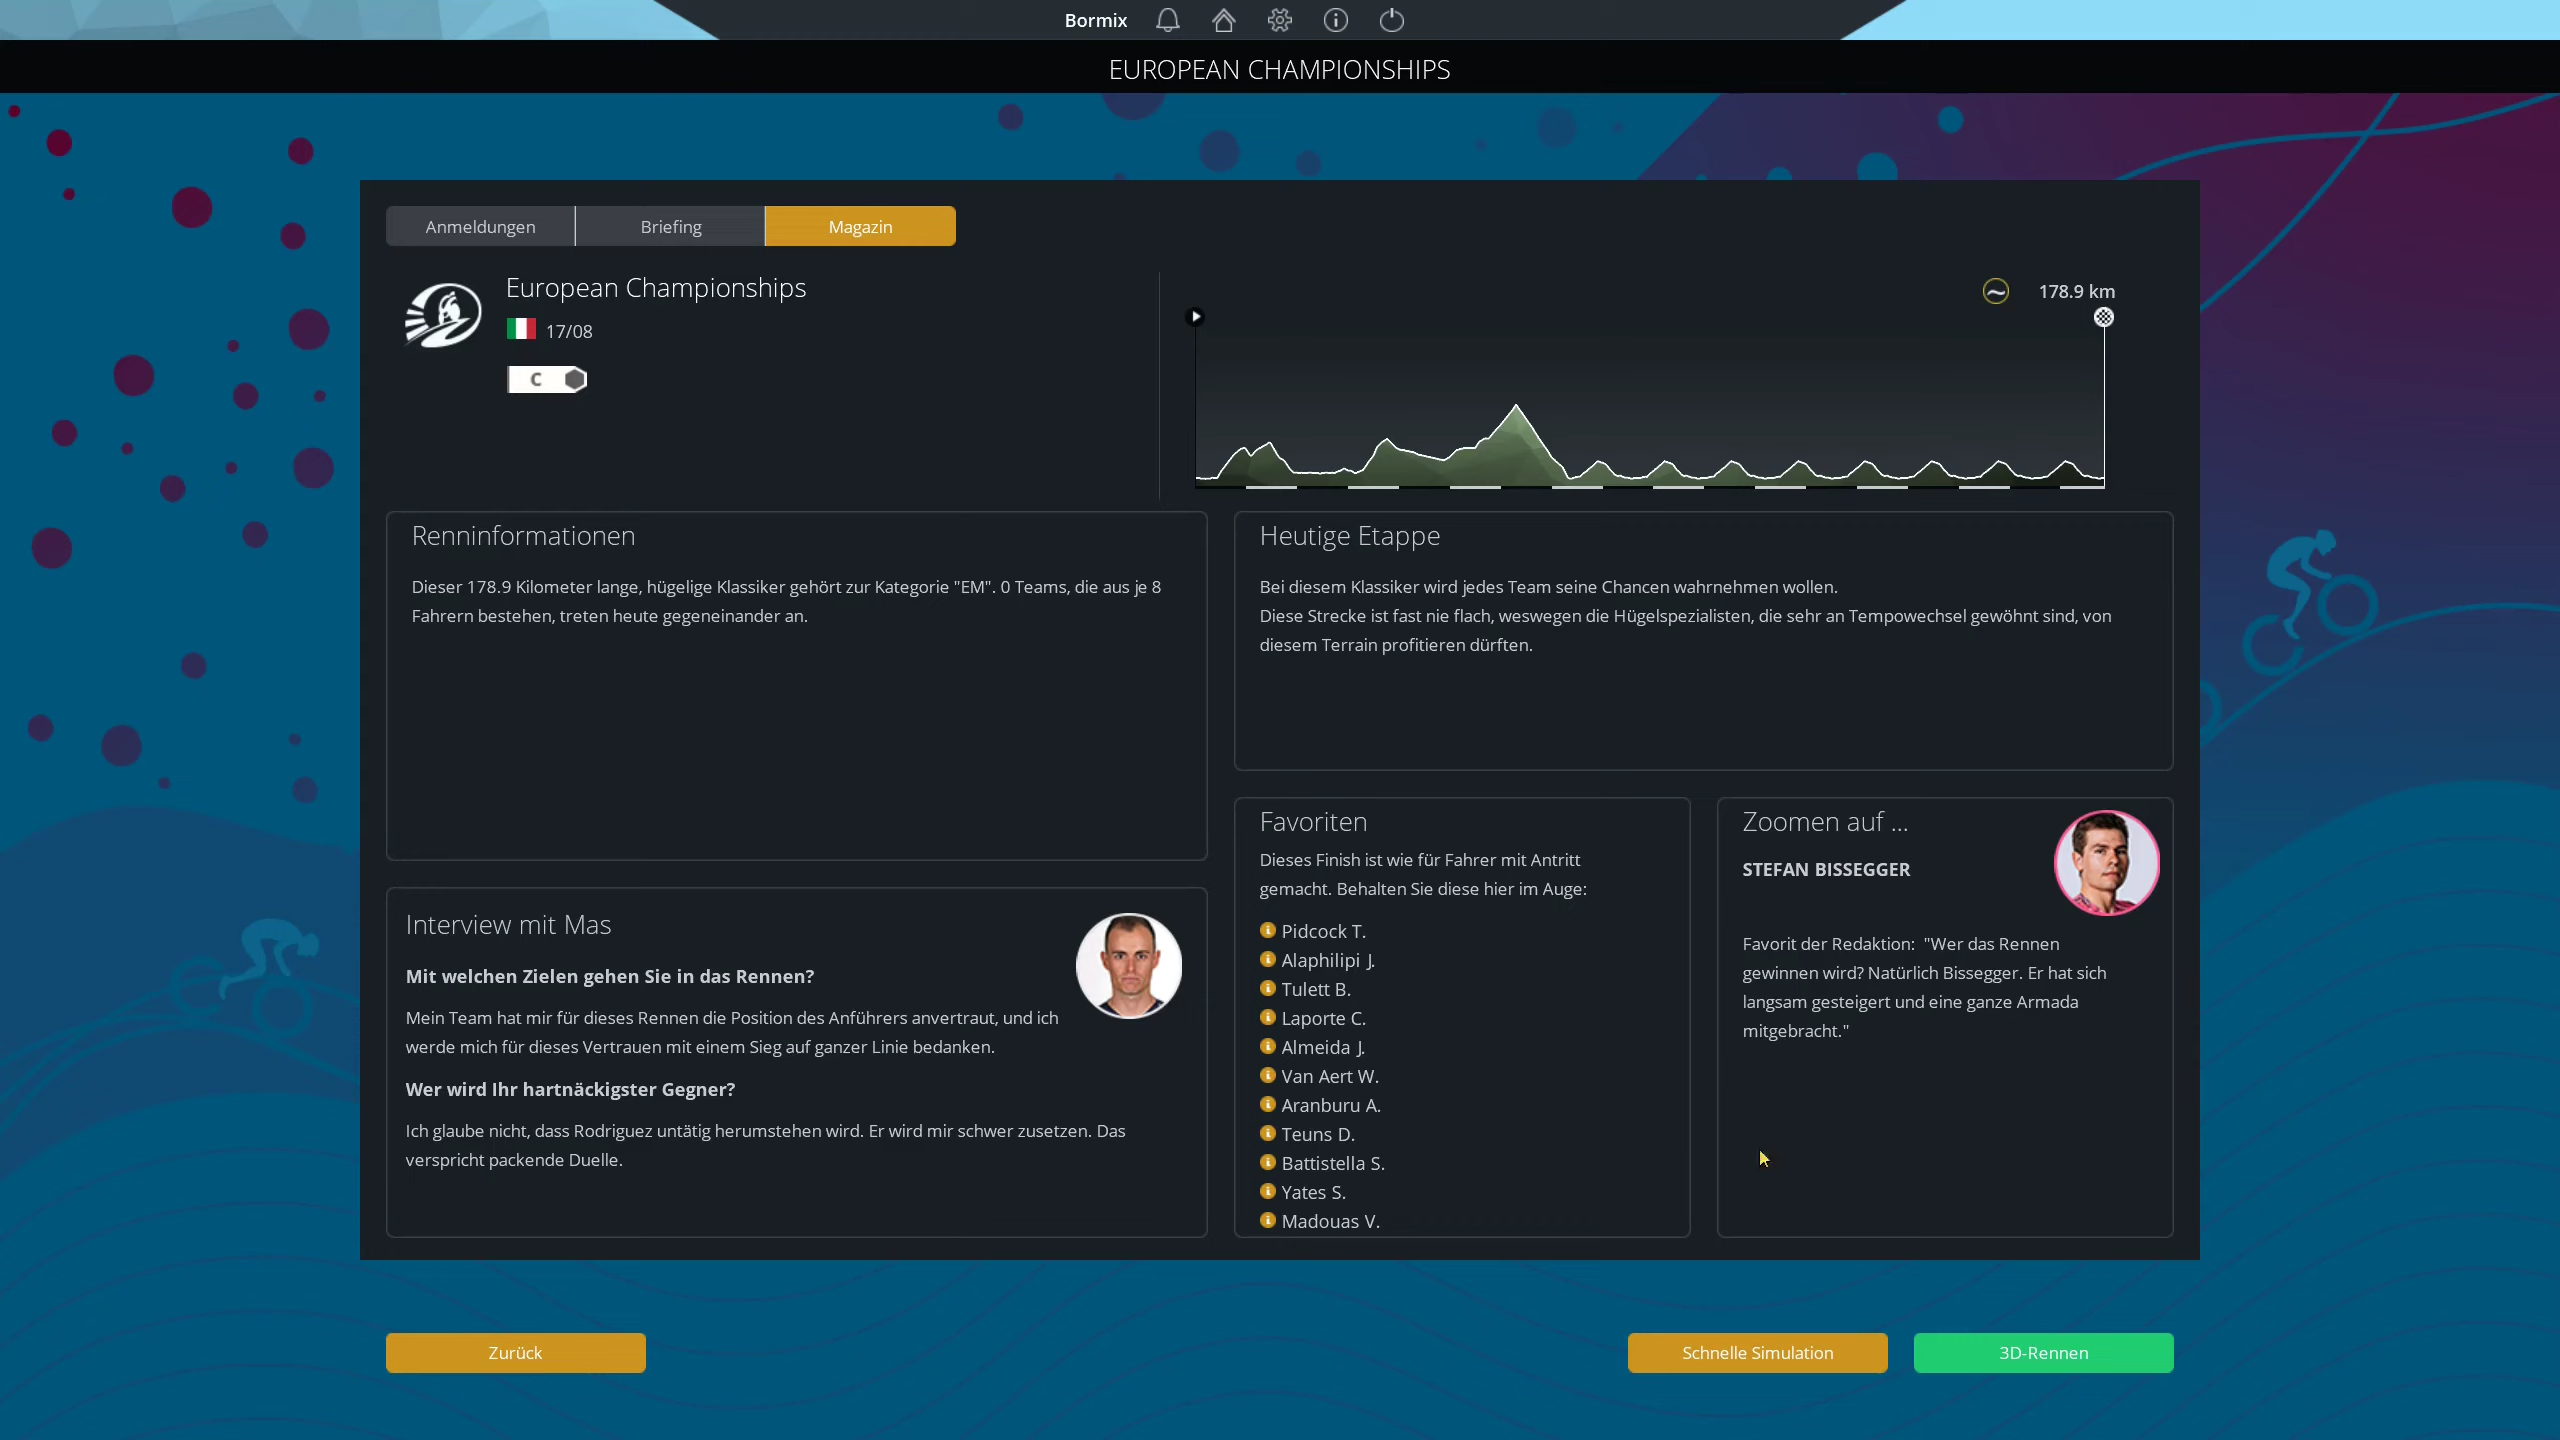 Bormix
EUROPEAN CHAMPIONSHIPS
Anmeldungen
Briefing
Magazin
European Championships
17/08
C
178.9 km
Renninformationen
Dieser 178.9 Kilometer lange, hügelige Klassiker gehört zur Kategorie "EM". 0 Teams, die aus je 8
Fahrern bestehen, treten heute gegeneinander an.
Heutige Etappe
Bei diesem Klassiker wird jedes Team seine Chancen wahrnehmen wollen.
Diese Strecke ist fast nie flach, weswegen die Hügelspezialisten, die sehr an Tempowechsel gewöhnt sind, von
diesem Terrain profitieren dürften.
Interview mit Mas
Mit welchen Zielen gehen Sie in das Rennen?
Mein Team hat mir für dieses Rennen die Position des Anführers anvertraut, und ich
werde mich für dieses Vertrauen mit einem Sieg auf ganzer Linie bedanken.
Wer wird Ihr hartnäckigster Gegner?
Ich glaube nicht, dass Rodriguez untätig herumstehen wird. Er wird mir schwer zusetzen. Das
verspricht packende Duelle.
Favoriten
Dieses Finish ist wie für Fahrer mit Antritt
gemacht. Behalten Sie diese hier im Auge:
Pidcock T.
Alaphilipi J.
Tulett B.
Laporte C.
Almeida J.
Van Aert W.
Aranburu A.
Teuns D.
Battistella S.
Yates S.
Madouas V.
Zoomen auf ...
STEFAN BISSEGGER
Favorit der Redaktion: "Wer das Rennen
gewinnen wird? Natürlich Bissegger. Er hat sich
langsam gesteigert und eine ganze Armada
mitgebracht."
Zurück
Schnelle Simulation
3D-Rennen